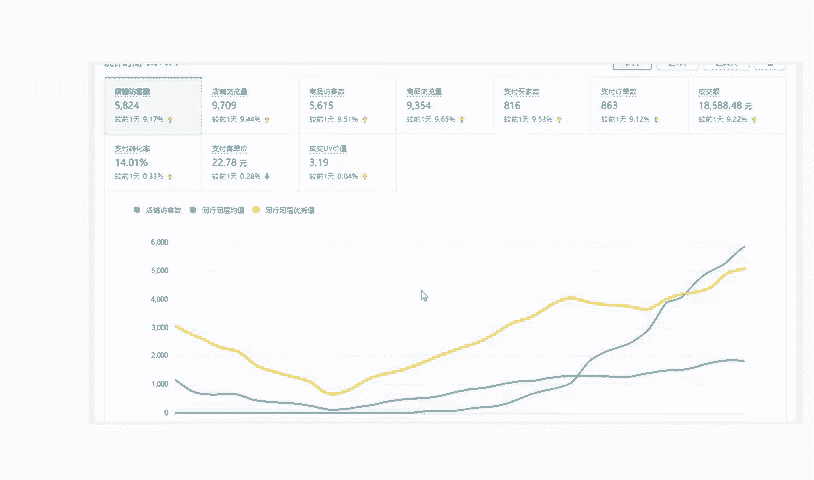 店铺访客数 店铺浏览量 商品访客数 商品浏览量 支付买家数 支付订单数 成交额
5,824 9,709 5,615 9,354 816 863 18,588.48 元
较前1天 9.17% 较前1天 9.44% 较前1天 9.51% 较前1天 9.65% 较前1天 9.53% 较前1天 9.12% 较前1天 9.22%
支付转化率 支付客单价 成交UV价值
14.01% 22.78 元 3.19
较前1天 0.33% 较前1天 0.28% 较前1天 0.04%
店铺访客数 同行同层均值 同行同层优秀值
6,000
5,000
4,000
3,000
2,000
1,000
0